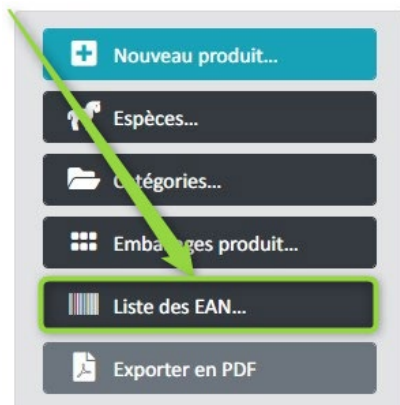 Nouveau produit...
Espèces...
Catégories...
Emballages produit...
Liste des EAN...
Exporter en PDF